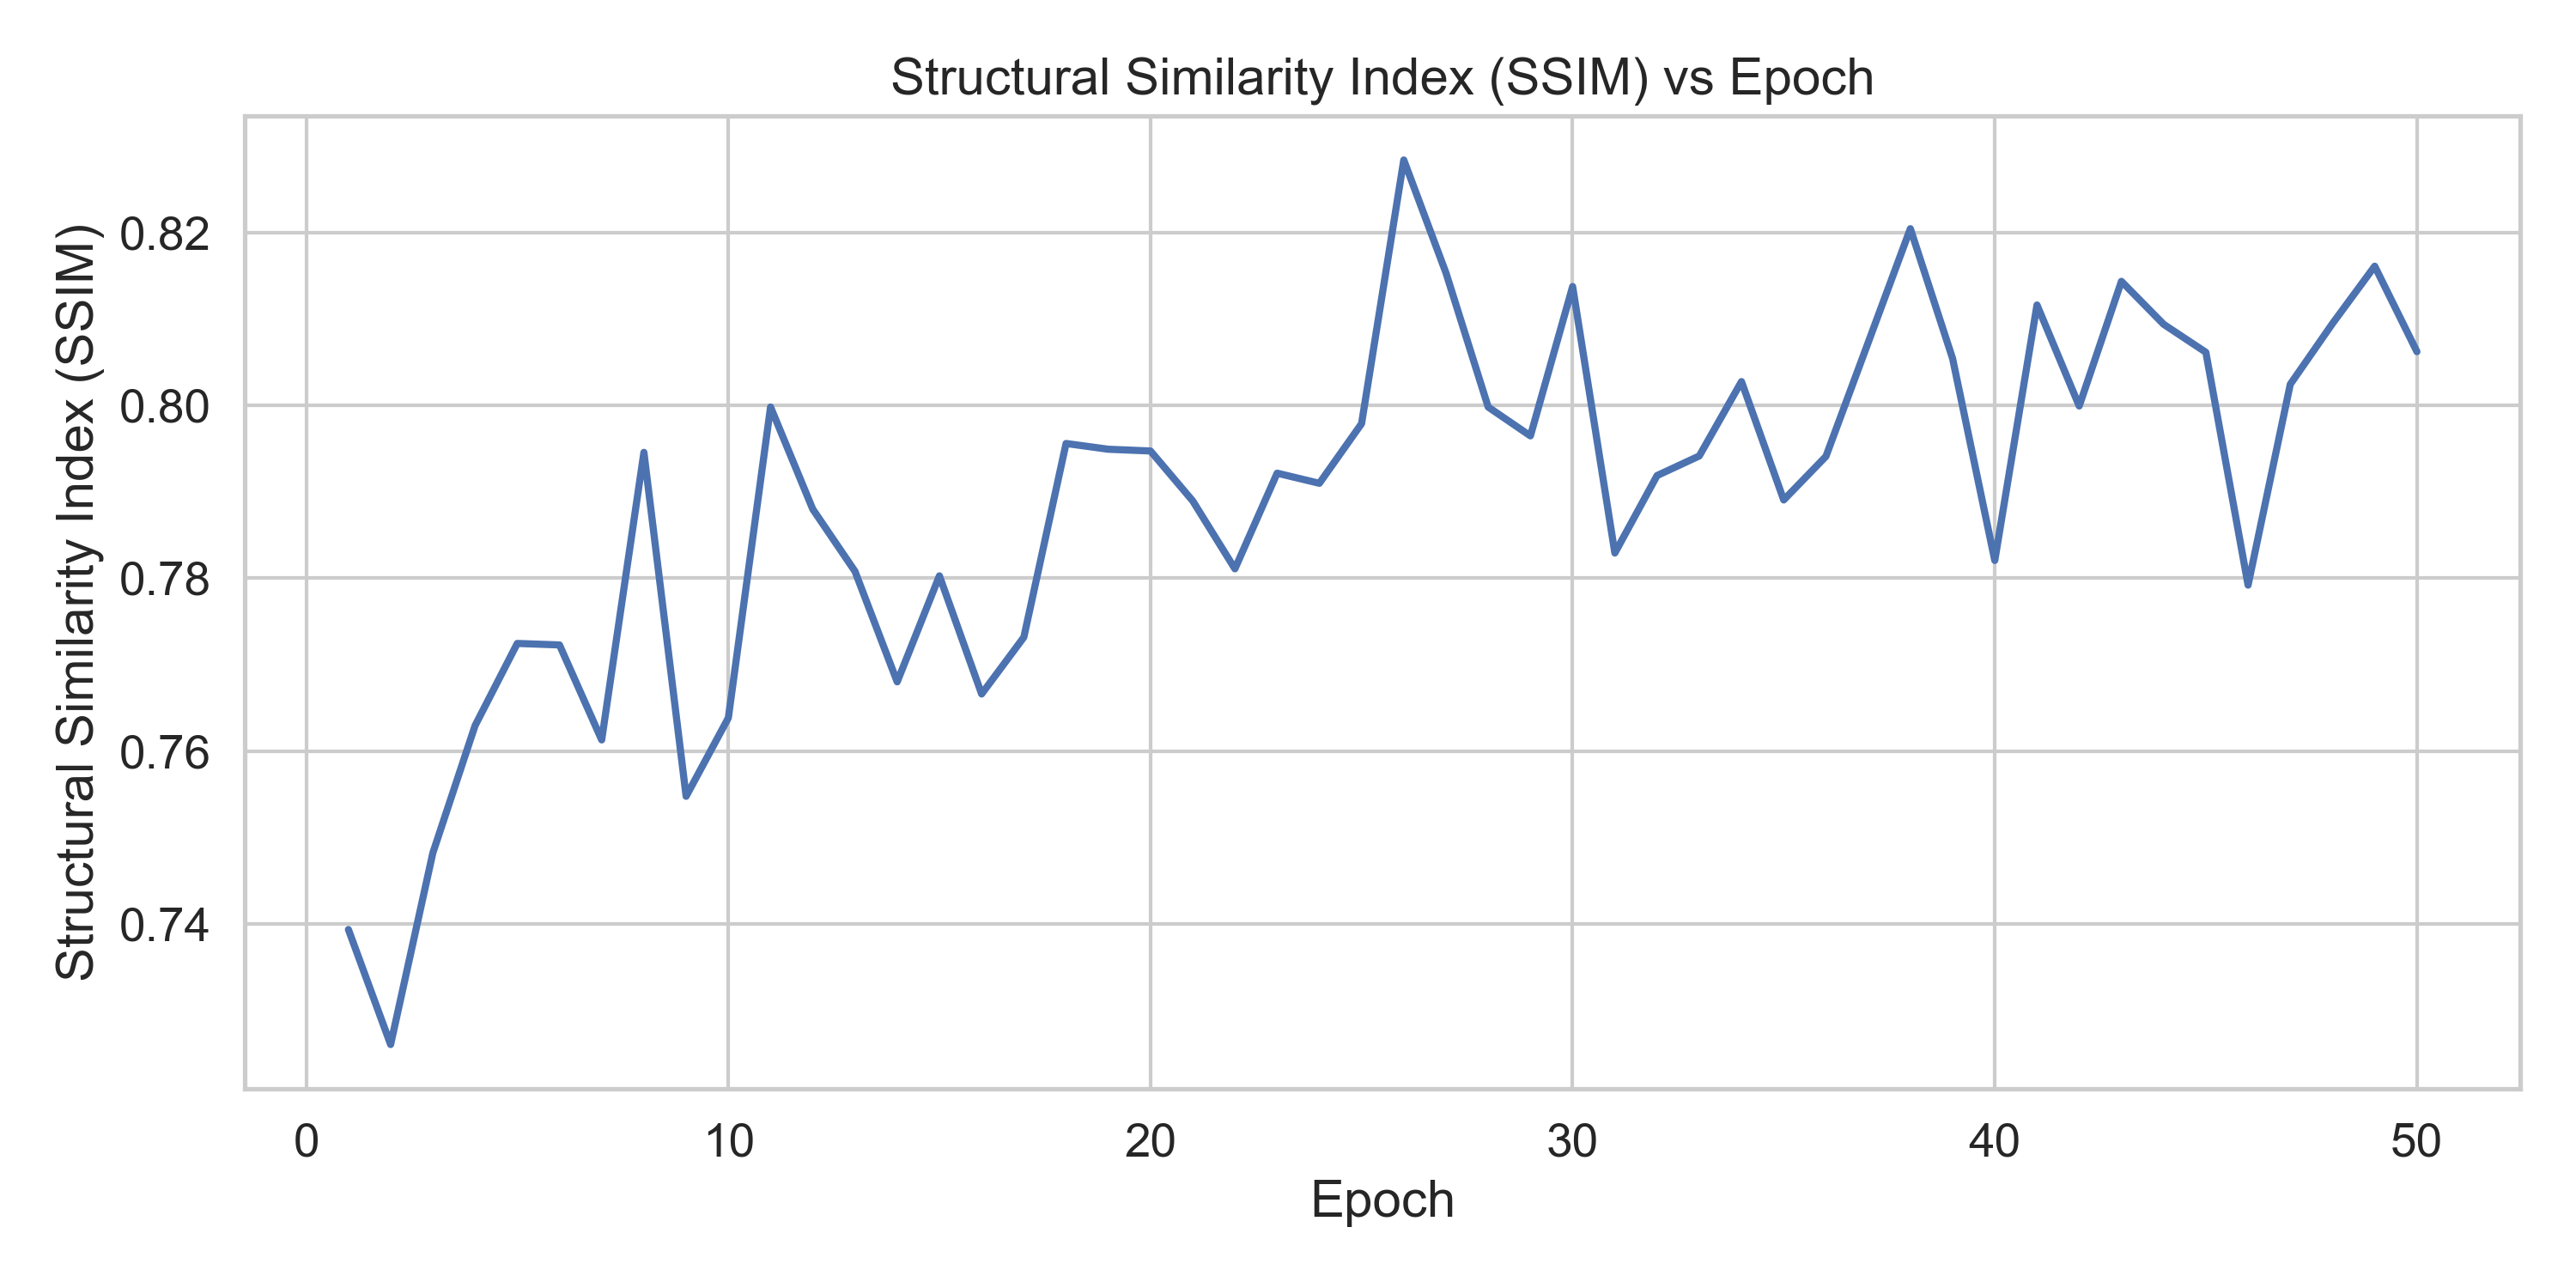 Structural Similarity Index (SSIM) vs Epoch
Structural Similarity Index (SSIM)
0.82
0.80
0.78
0.76
0.74
0 10 20 30 40 50
Epoch